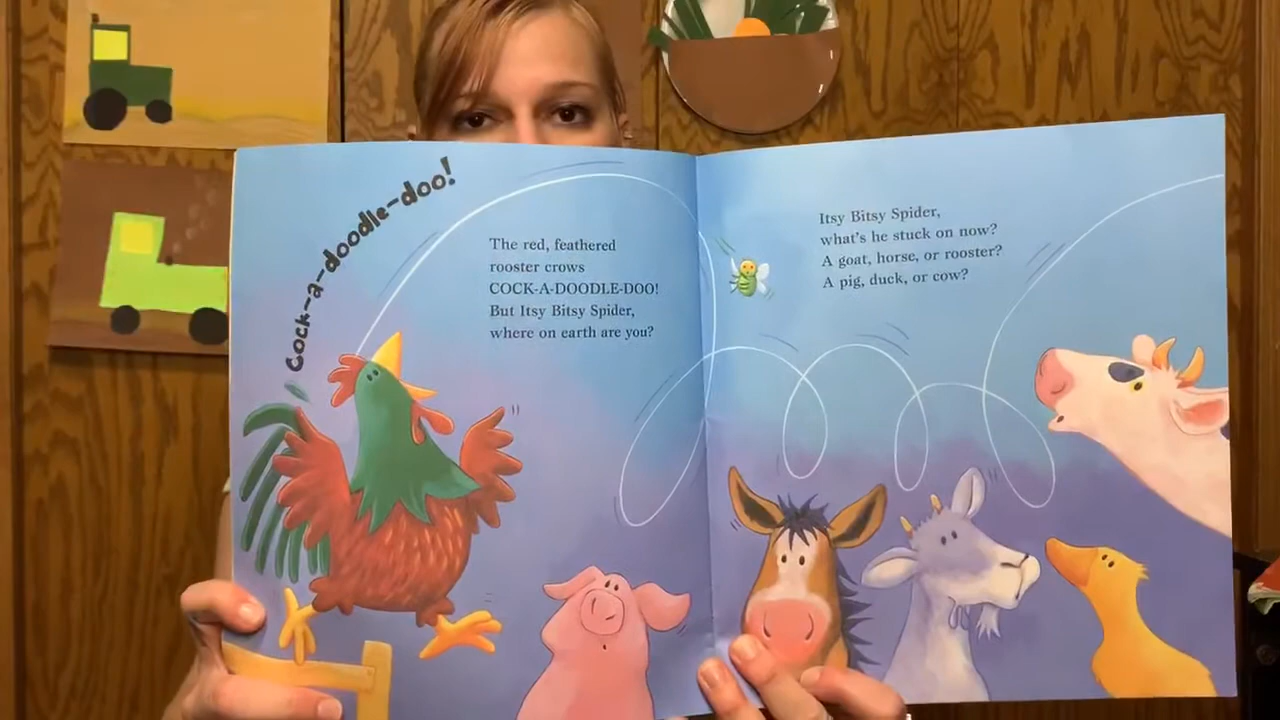 Cock-a-doodle-doo!
The red, feathered
rooster crows
COCK-A-DOODLE-DOO!
But Itsy Bitsy Spider,
where on earth are you?
Itsy Bitsy Spider,
what's he stuck on now?
A goat, horse, or rooster?
A pig, duck, or cow?